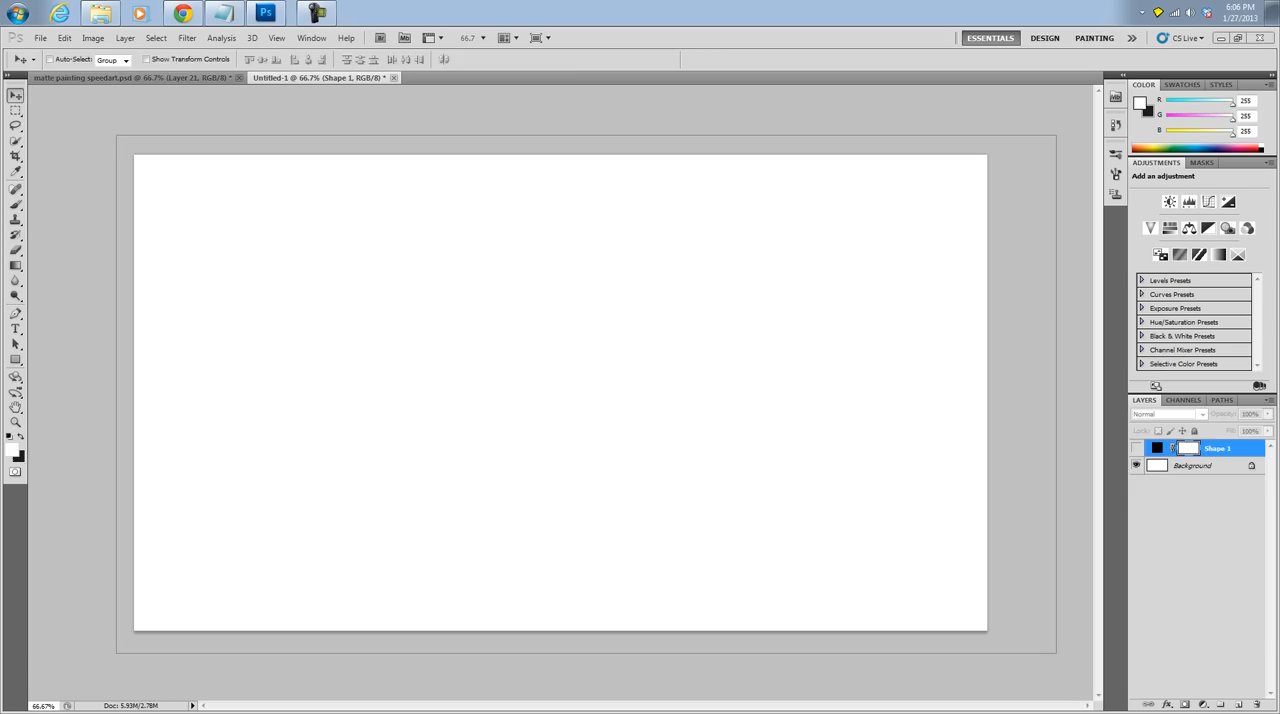 6:06 PM
1/27/2013
Ps File Edit Image Layer Select Filter Analysis 3D View Window Help Br Mb 66.7 ESSENTIALS DESIGN PAINTING CS Live
Auto-Select: Group Show Transform Controls
matte painting speedart.psd @ 66.7% (Layer 21, RGB/8) * Untitled-1 @ 66.7% (Shape 1, RGB/8) *
COLOR SWATCHES STYLES
R 255
G 255
B 255
ADJUSTMENTS MASKS
Add an adjustment
Levels Presets
Curves Presets
Exposure Presets
Hue/Saturation Presets
Black & White Presets
Channel Mixer Presets
Selective Color Presets
LAYERS CHANNELS PATHS
Normal Opacity: 100%
Lock: Fill: 100%
Shape 1
Background
66.67% Doc: 5.93M/2.78M